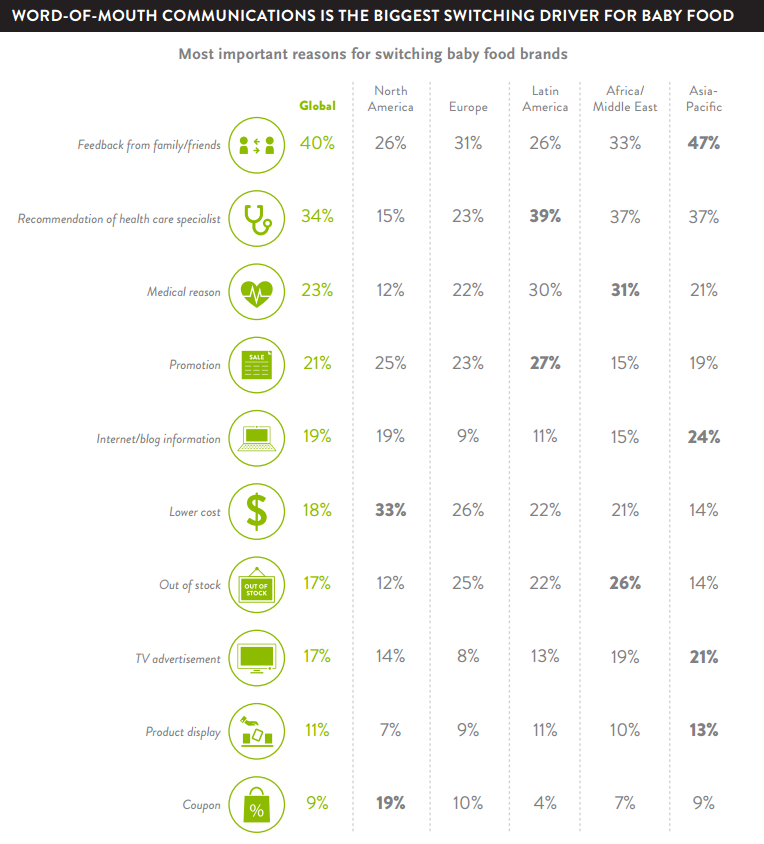 WORD-OF-MOUTH COMMUNICATIONS IS THE BIGGEST SWITCHING DRIVER FOR BABY FOOD
Most important reasons for switching baby food brands
Global North America Europe Latin America Africa/Middle East Asia-Pacific
Feedback from family/friends 40% 26% 31% 26% 33% 47%
Recommendation of health care specialist 34% 15% 23% 39% 37% 37%
Medical reason 23% 12% 22% 30% 31% 21%
SALE
Promotion 21% 25% 23% 27% 15% 19%
Internet/blog information 19% 19% 9% 11% 15% 24%
Lower cost $ 18% 33% 26% 22% 21% 14%
Out of stock OUT OF STOCK 17% 12% 25% 22% 26% 14%
TV advertisement 17% 14% 8% 13% 19% 21%
Product display 11% 7% 9% 11% 10% 13%
Coupon % 9% 19% 10% 4% 7% 9%